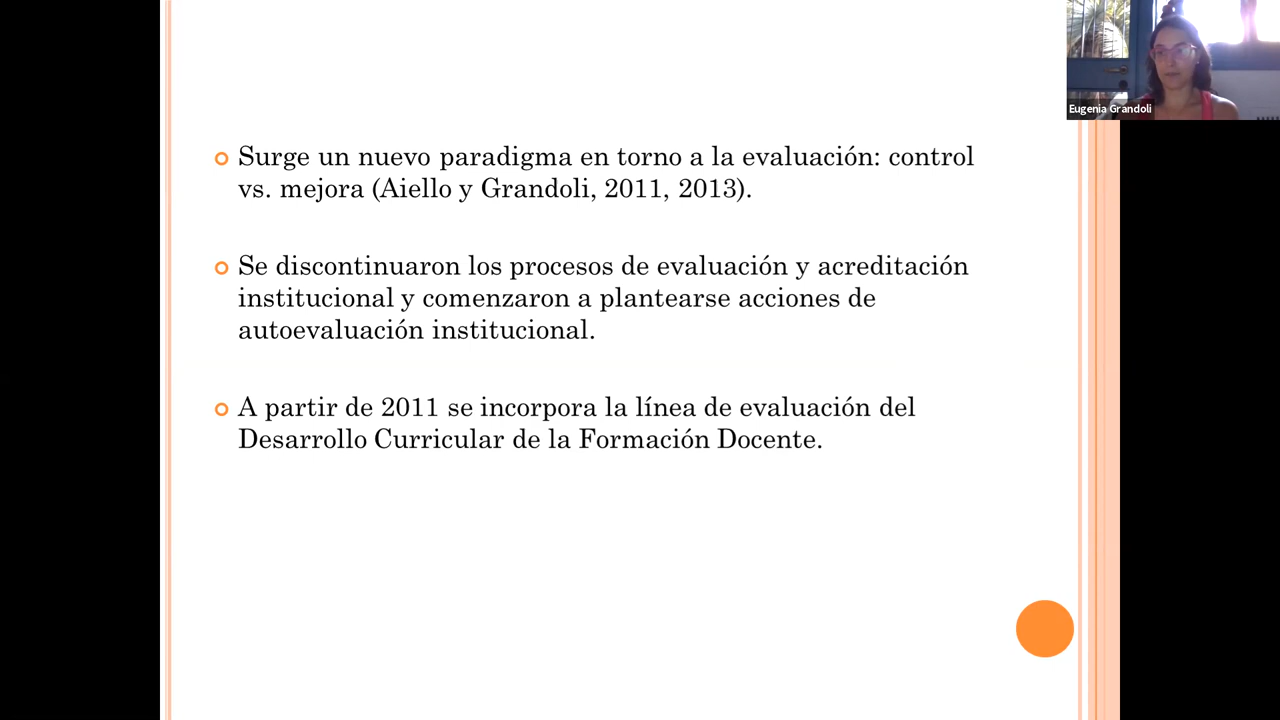 Eugenia Grandoli
Surge un nuevo paradigma en torno a la evaluación: control
vs. mejora (Aiello y Grandoli, 2011, 2013).
Se discontinuaron los procesos de evaluación y acreditación
institucional y comenzaron a plantearse acciones de
autoevaluación institucional.
A partir de 2011 se incorpora la línea de evaluación del
Desarrollo Curricular de la Formación Docente.